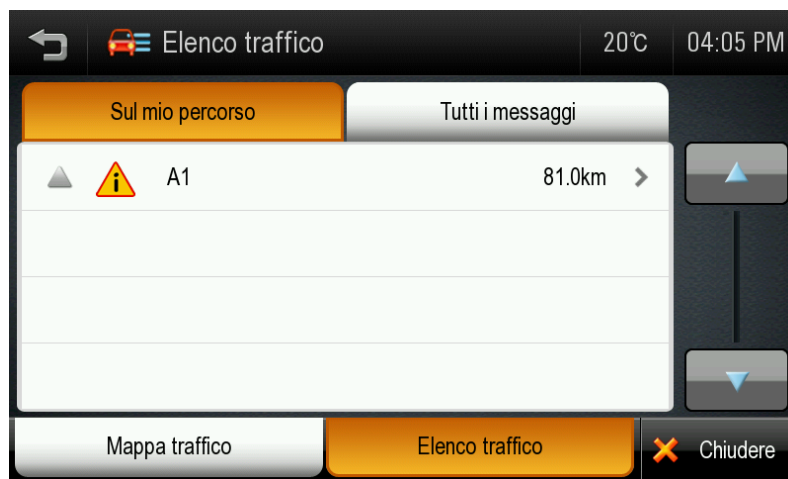 Elenco traffico 20°C 04:05 PM
Sul mio percorso Tutti i messaggi
A1 81.0km
Mappa traffico Elenco traffico Chiudere